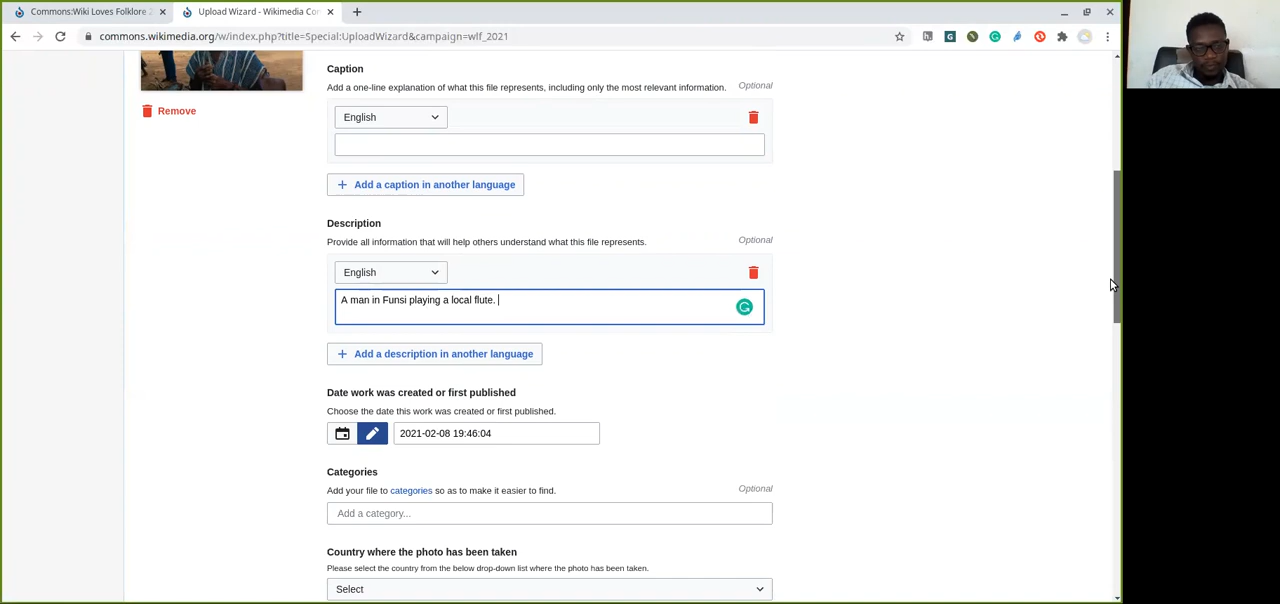 Commons:Wiki Loves Folklore 2
Upload Wizard - Wikimedia Com
commons.wikimedia.org/w/index.php?title=Special:UploadWizard&campaign=wlf_2021
Remove
Caption
Add a one-line explanation of what this file represents, including only the most relevant information.
Optional
English
Add a caption in another language
Description
Provide all information that will help others understand what this file represents.
Optional
English
A man in Funsi playing a local flute.
Add a description in another language
Date work was created or first published
Choose the date this work was created or first published.
2021-02-08 19:46:04
Categories
Add your file to categories so as to make it easier to find.
Optional
Add a category...
Country where the photo has been taken
Please select the country from the below drop-down list where the photo has been taken.
Select